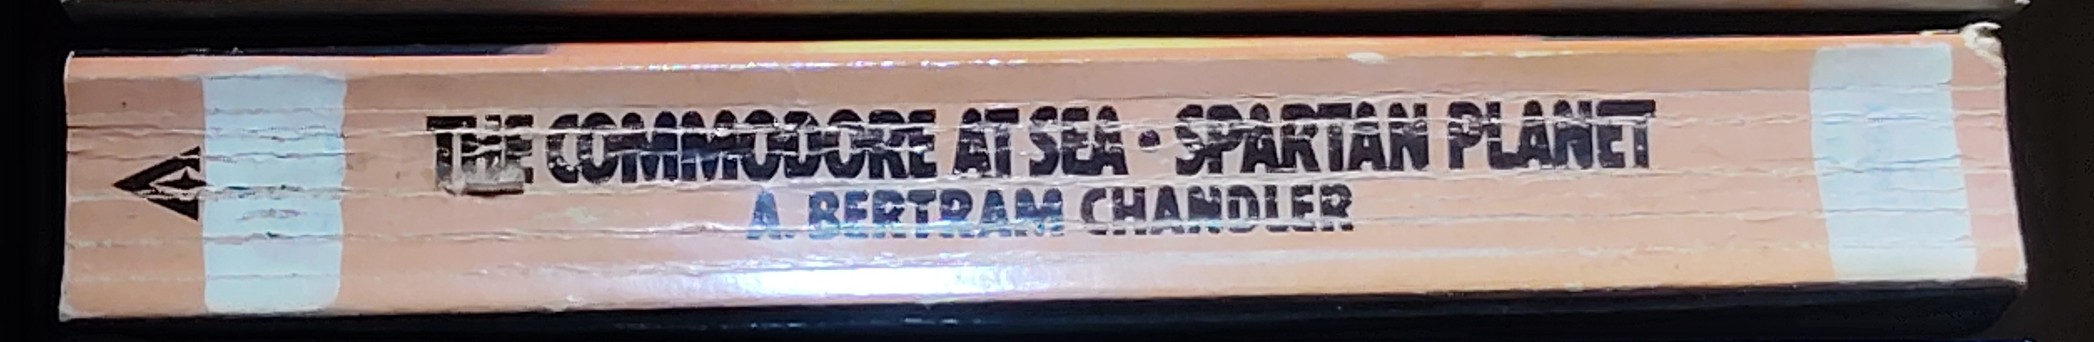 THE COMMODORE AT SEA • SPARTAN PLANET
A. BERTRAM CHANDLER